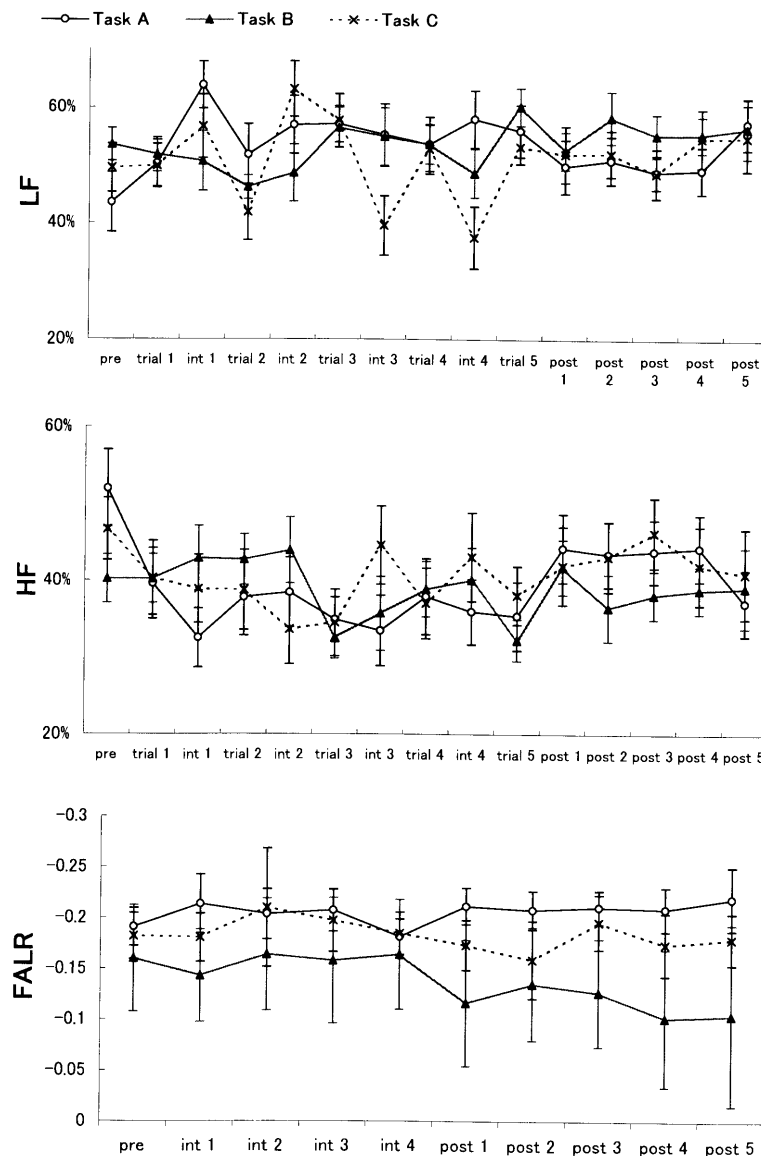 Task A Task B Task C
LF
60%
40%
20%
pre trial 1 int 1 trial 2 int 2 trial 3 int 3 trial 4 int 4 trial 5 post 1 post 2 post 3 post 4 post 5
HF
60%
40%
20%
pre trial 1 int 1 trial 2 int 2 trial 3 int 3 trial 4 int 4 trial 5 post 1 post 2 post 3 post 4 post 5
FALR
-0.3
-0.25
-0.2
-0.15
-0.1
-0.05
0
pre int 1 int 2 int 3 int 4 post 1 post 2 post 3 post 4 post 5